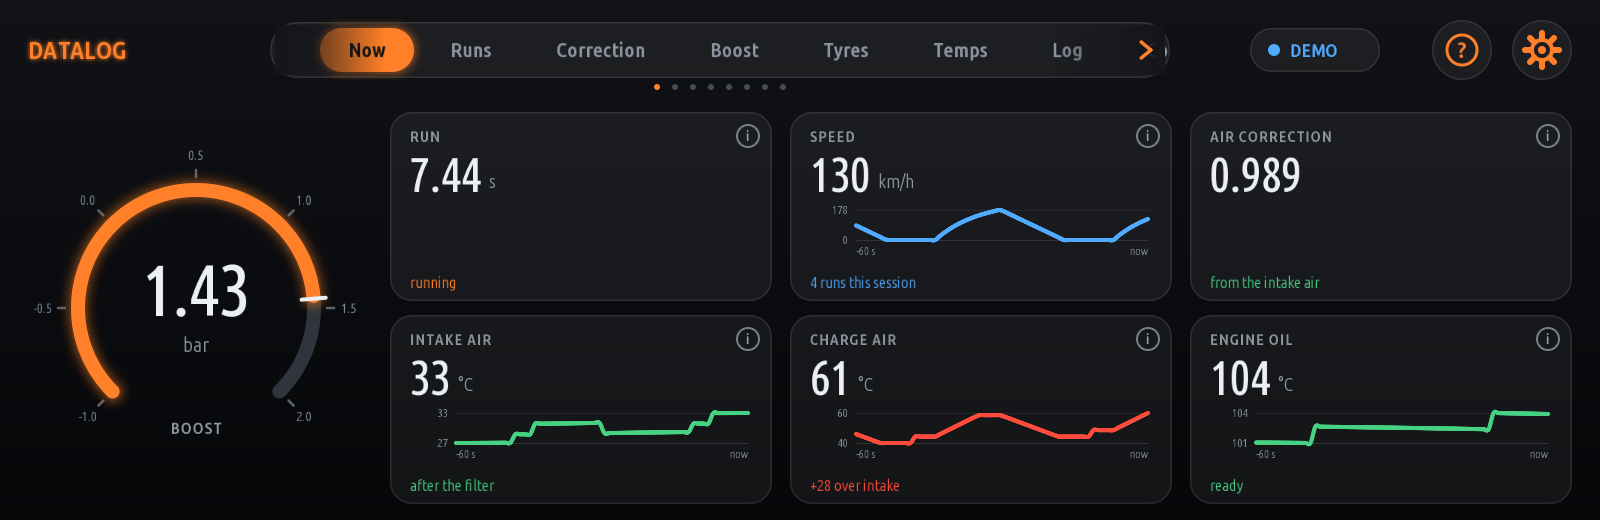 DATALOG
Now Runs Correction Boost Tyres Temps Log
DEMO
?
0.5
0.0
1.0
-0.5
1.5
-1.0
2.0
1.43
bar
BOOST
RUN
i
7.44 s
running
SPEED
i
130 km/h
178
0
-60 s
now
4 runs this session
AIR CORRECTION
i
0.989
from the intake air
INTAKE AIR
i
33 °C
33
27
-60 s
now
after the filter
CHARGE AIR
i
61 °C
60
40
-60 s
now
+28 over intake
ENGINE OIL
i
104 °C
104
101
-60 s
now
ready